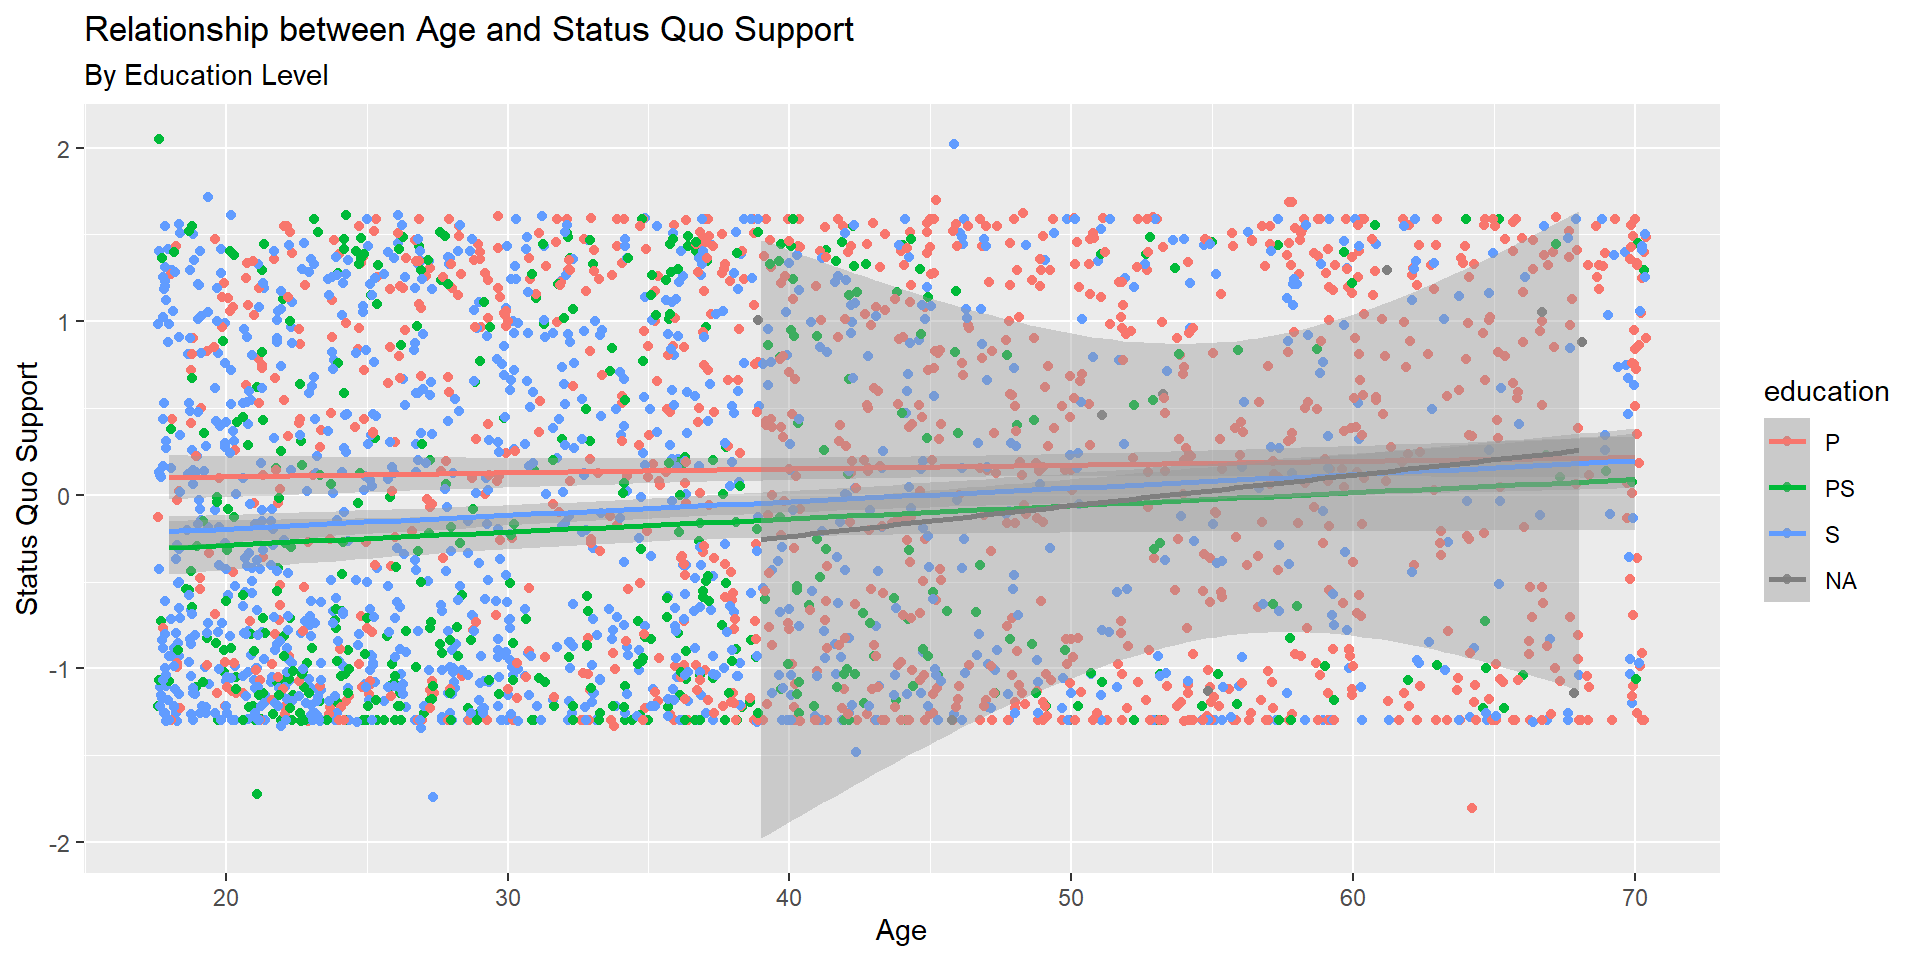 Relationship between Age and Status Quo Support
By Education Level
Status Quo Support
2
1
0
-1
-2
20 30 40 50 60 70
Age
education
P
PS
S
NA